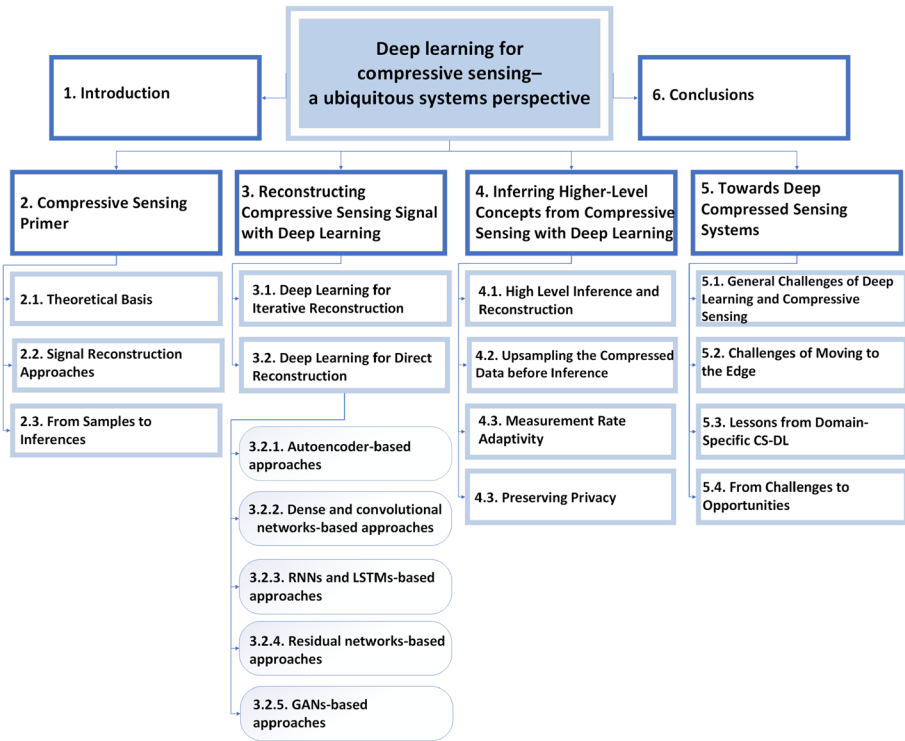 Deep learning for
compressive sensing–
a ubiquitous systems perspective
1. Introduction
6. Conclusions
2. Compressive Sensing
Primer
3. Reconstructing
Compressive Sensing Signal
with Deep Learning
4. Inferring Higher-Level
Concepts from Compressive
Sensing with Deep Learning
5. Towards Deep
Compressed Sensing
Systems
2.1. Theoretical Basis
2.2. Signal Reconstruction
Approaches
2.3. From Samples to
Inferences
3.1. Deep Learning for
Iterative Reconstruction
3.2. Deep Learning for Direct
Reconstruction
3.2.1. Autoencoder-based
approaches
3.2.2. Dense and convolutional
networks-based approaches
3.2.3. RNNs and LSTMs-based
approaches
3.2.4. Residual networks-based
approaches
3.2.5. GANs-based
approaches
4.1. High Level Inference and
Reconstruction
4.2. Upsampling the Compressed
Data before Inference
4.3. Measurement Rate
Adaptivity
4.3. Preserving Privacy
5.1. General Challenges of Deep
Learning and Compressive
Sensing
5.2. Challenges of Moving to
the Edge
5.3. Lessons from Domain-
Specific CS-DL
5.4. From Challenges to
Opportunities